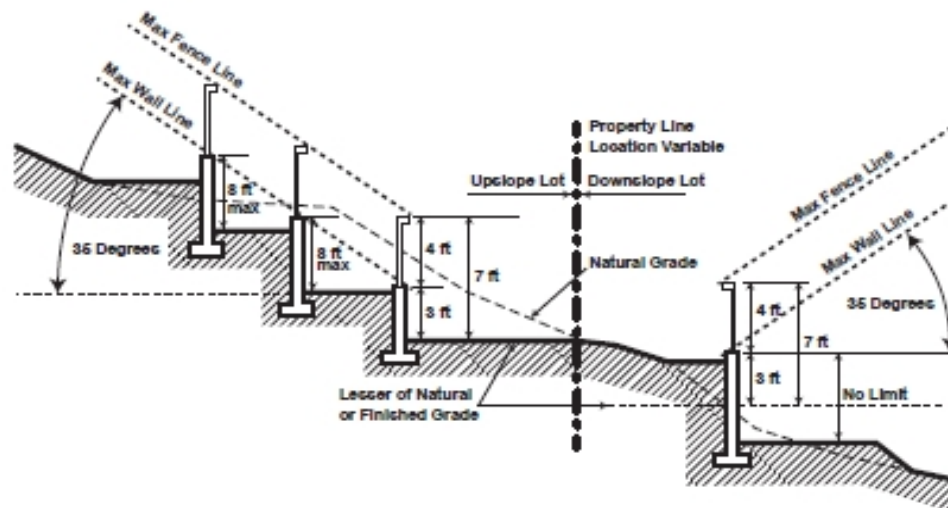 Max Fence Line
Max Wall Line
Property Line
Location Variable
Upslope Lot
Downslope Lot
Max Fence Line
Max Wall Line
8 ft
max
8 ft
max
35 Degrees
4 ft
7 ft
3 ft
Natural Grade
35 Degrees
4 ft
7 ft
3 ft
No Limit
Lesser of Natural
or Finished Grade